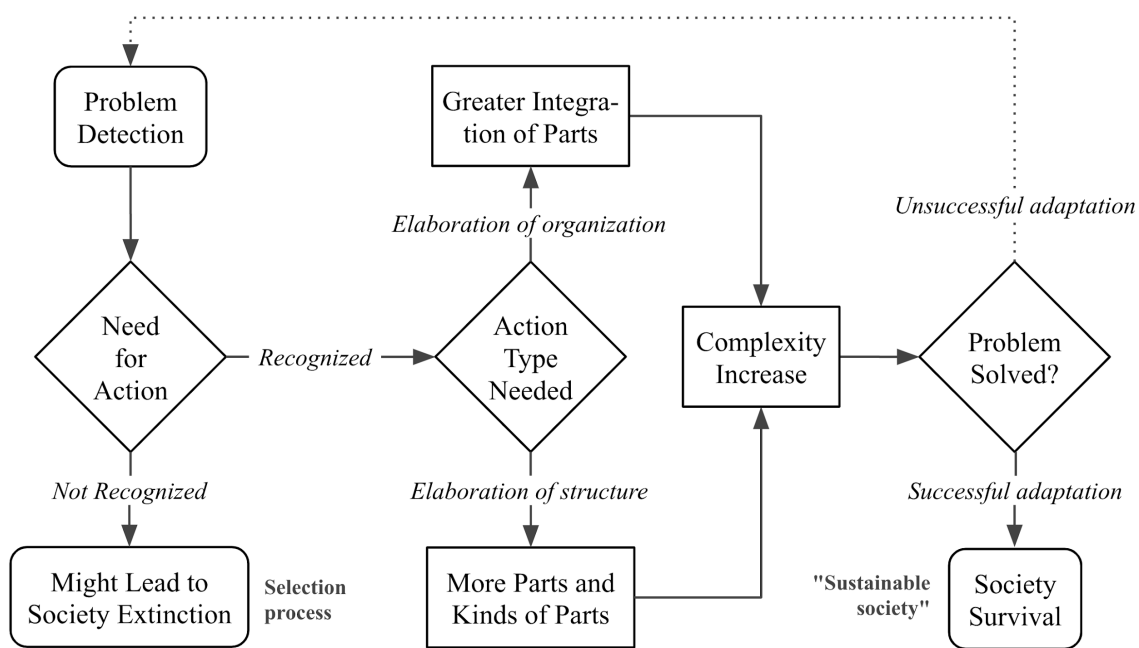 Problem
Detection
Greater Integra-
tion of Parts
Unsuccessful adaptation
Elaboration of organization
Need
for
Action
Recognized
Action
Type
Needed
Complexity
Increase
Problem
Solved?
Not Recognized
Elaboration of structure
Successful adaptation
Might Lead to
Society Extinction
Selection
process
More Parts and
Kinds of Parts
"Sustainable
society"
Society
Survival